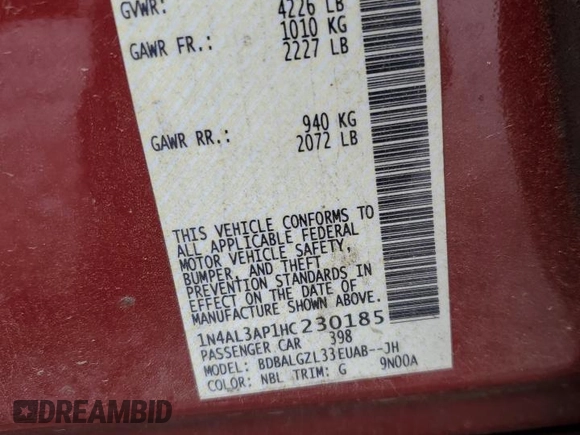 GVWR: 4226 LB
GAWR FR.: 1010 KG
2227 LB
GAWR RR.: 940 KG
2072 LB
THIS VEHICLE CONFORMS TO
ALL APPLICABLE FEDERAL
MOTOR VEHICLE SAFETY,
BUMPER, AND THEFT
PREVENTION STANDARDS IN
EFFECT ON THE DATE OF
MANUFACTURE SHOWN ABOVE.
1N4AL3AP1HC230185
PASSENGER CAR 398
MODEL: BDBALGZL33EUAB--JH
COLOR: NBL TRIM: G 9N00A
DREAMBID